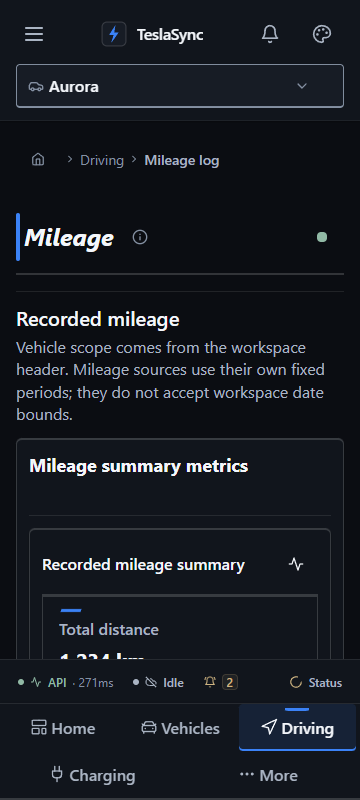 TeslaSync
Aurora
Driving
Mileage log
Mileage
Recorded mileage
Vehicle scope comes from the workspace
header. Mileage sources use their own fixed
periods; they do not accept workspace date
bounds.
Mileage summary metrics
Recorded mileage summary
Total distance
API · 271ms
Idle
2
Status
Home
Vehicles
Driving
Charging
More